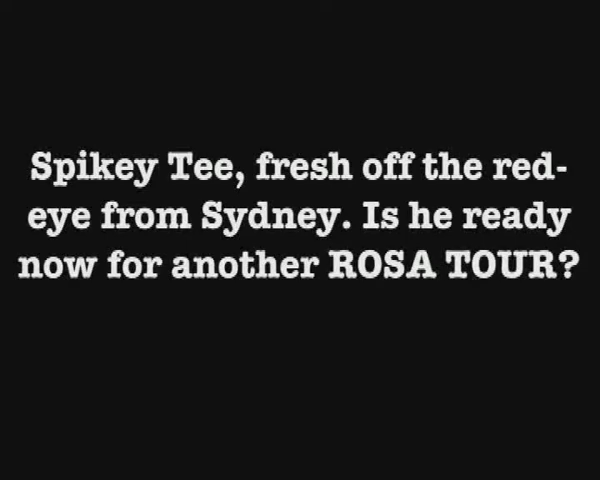 Spikey Tee, fresh off the red-
eye from Sydney. Is he ready
now for another ROSA TOUR?